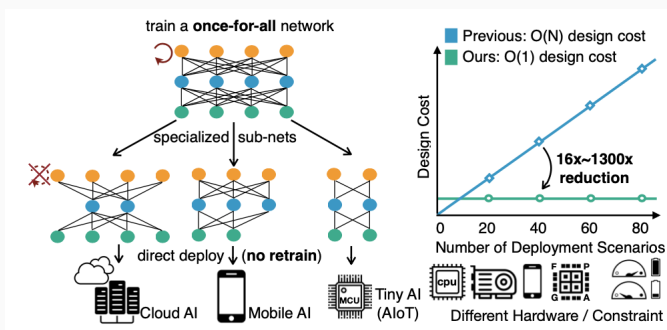 train a once-for-all network
specialized sub-nets
direct deploy (no retrain)
Cloud AI
Mobile AI
MCU
Tiny AI
(AIoT)
Previous: O(N) design cost
Ours: O(1) design cost
Design Cost
16x~1300x
reduction
0 20 40 60 80
Number of Deployment Scenarios
cpu
F P
G A
Different Hardware / Constraint